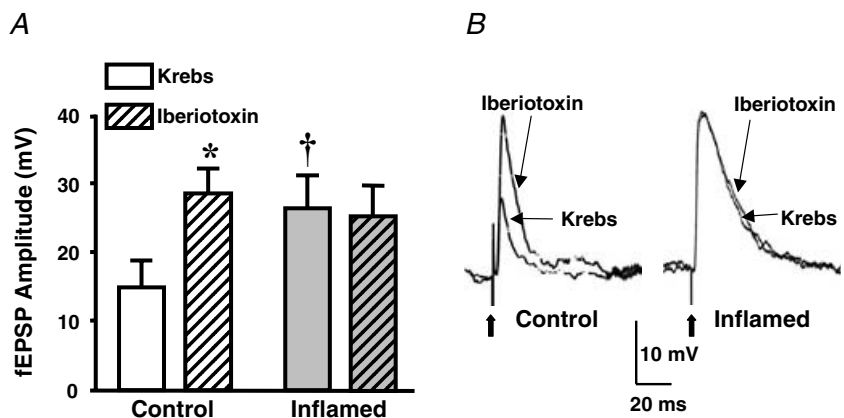 A
Krebs
Iberiotoxin
fEPSP Amplitude (mV)
40
30
20
10
0
*
†
Control
Inflamed
B
Iberiotoxin
Krebs
Control
Iberiotoxin
Krebs
Inflamed
10 mV
20 ms